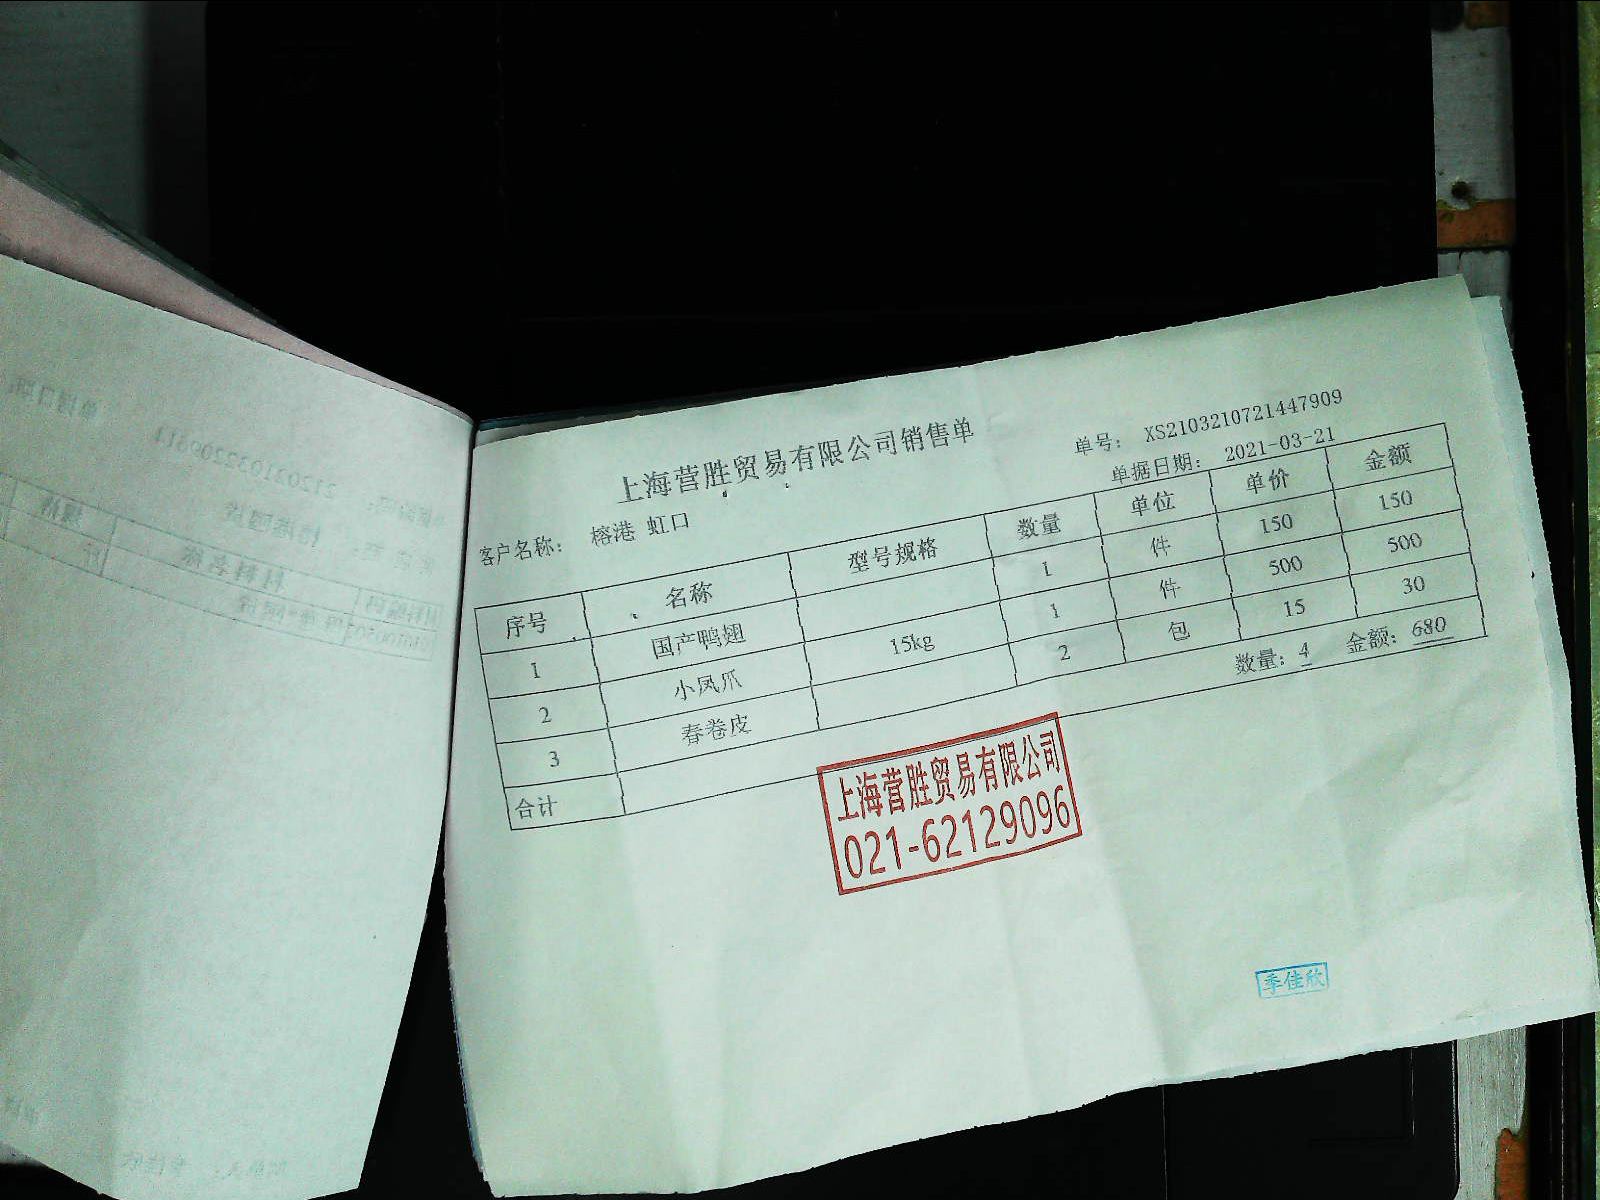 上海营胜贸易有限公司销售单
单号： XS2103210721447909
客户名称： 榕港 虹口
单据日期： 2021-03-21
序号 名称 型号规格 数量 单位 单价 金额
1 国产鸭翅 1 件 150 150
2 小凤爪 15kg 1 件 500 500
3 春卷皮 2 包 15 30
合计 数量：4 金额：680
上海营胜贸易有限公司
021-62129096
季佳欣